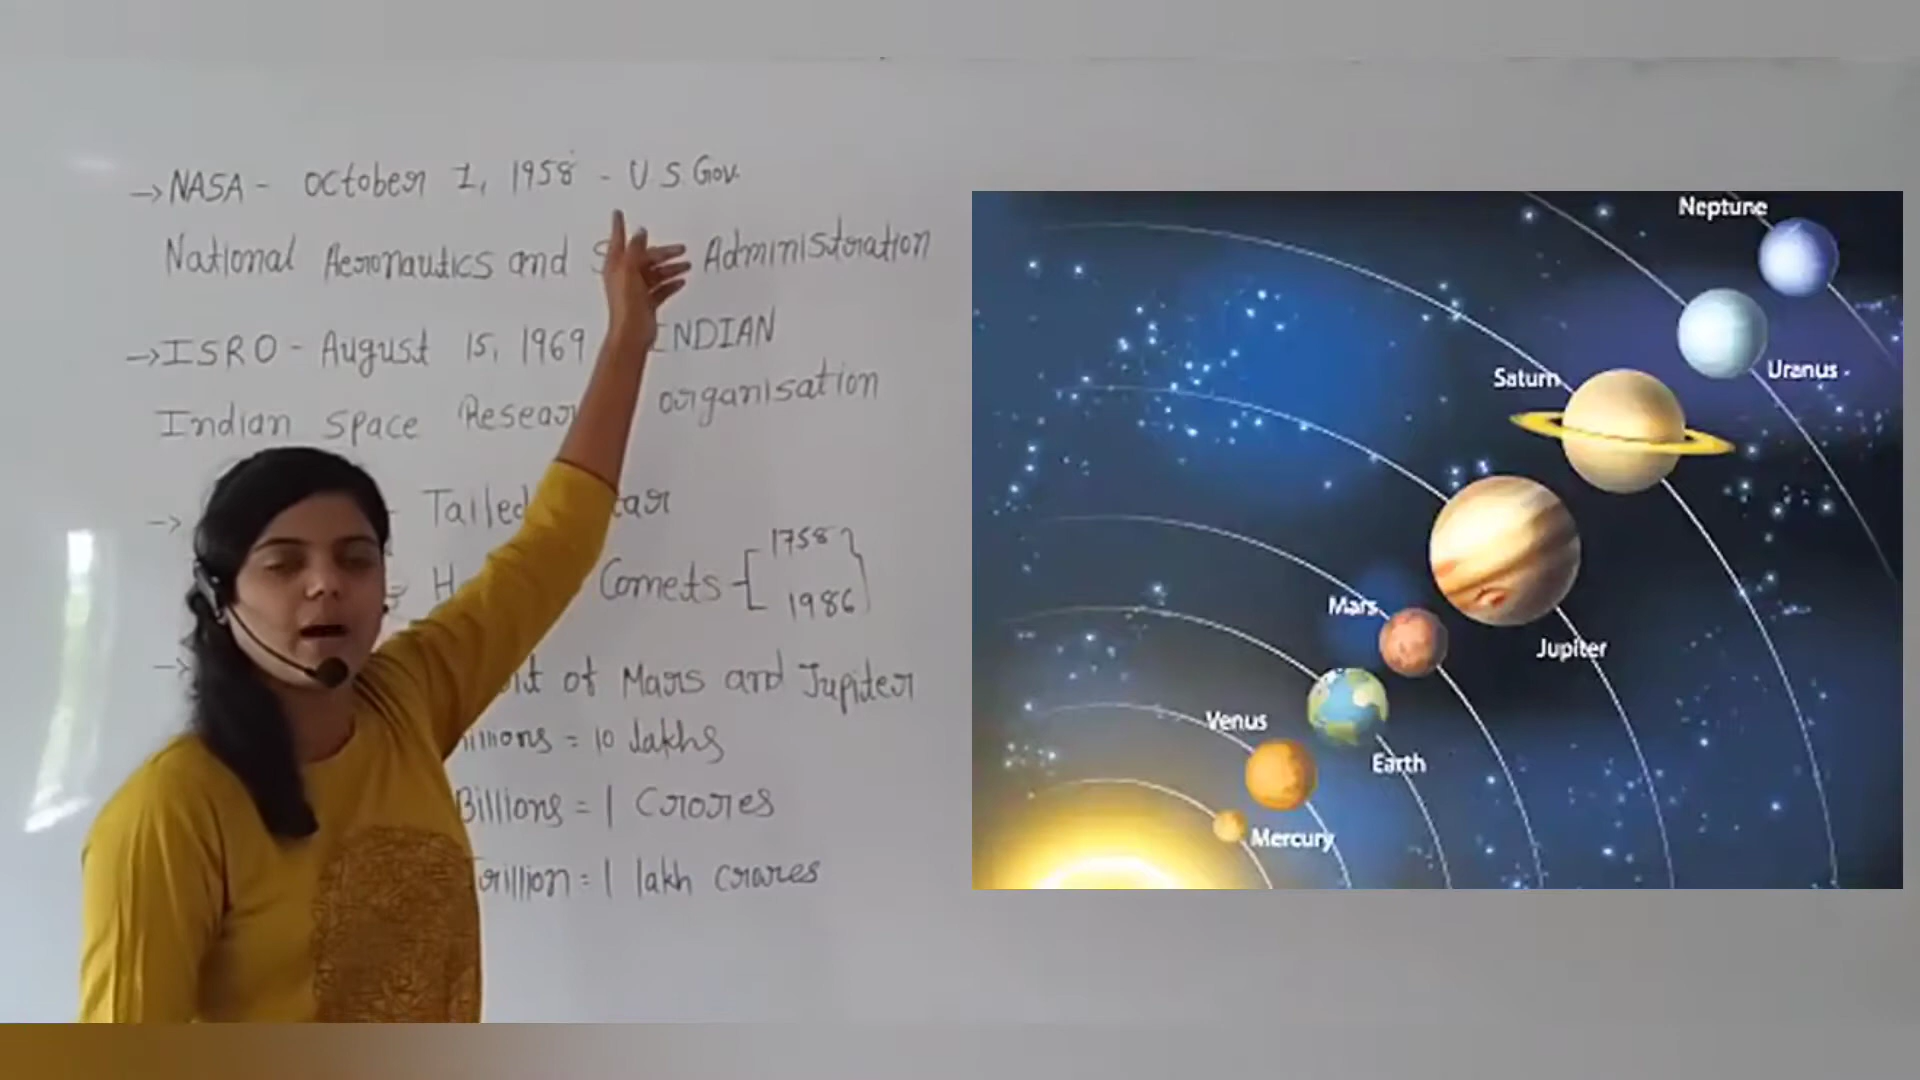 → NASA - October 1, 1958 - U.S Gov.
National Aeronautics and Administration
→ ISRO - August 15, 1969 INDIAN
Indian Space organisation
→ - Tailed
Comets - [ 1758 }
1986
→ of Mars and Jupiter
= 10 lakhs
Billions = 1 Crores
= 1 lakh crores
Neptune
Uranus
Saturn
Jupiter
Mars
Earth
Venus
Mercury